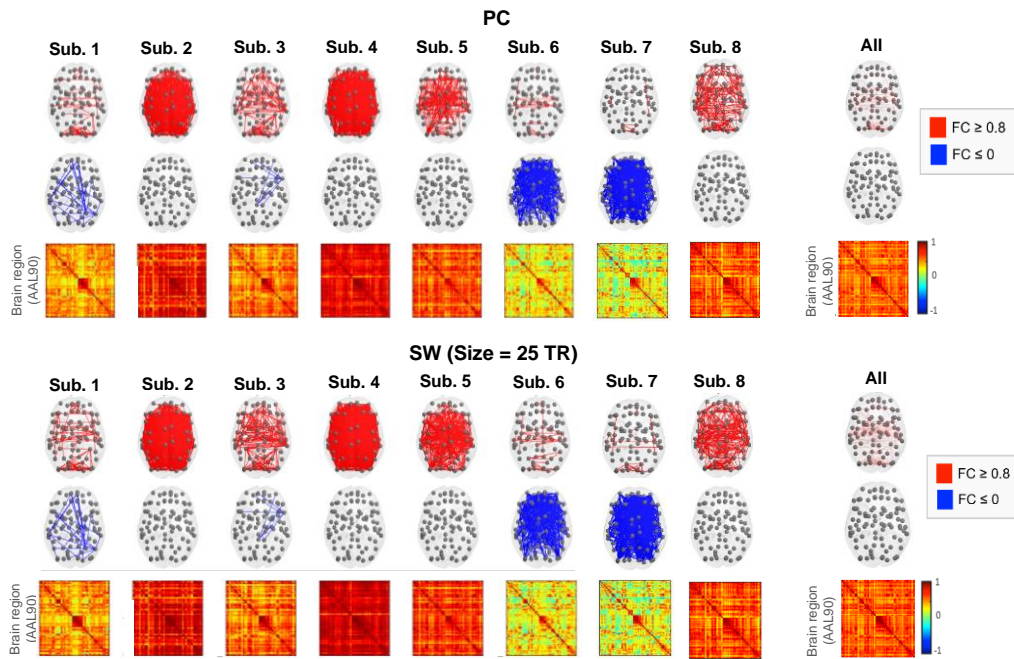 PC
Sub. 1 Sub. 2 Sub. 3 Sub. 4 Sub. 5 Sub. 6 Sub. 7 Sub. 8 All
FC ≥ 0.8
FC ≤ 0
Brain region
(AAL90)
1
0
-1
SW (Size = 25 TR)
Sub. 1 Sub. 2 Sub. 3 Sub. 4 Sub. 5 Sub. 6 Sub. 7 Sub. 8 All
FC ≥ 0.8
FC ≤ 0
Brain region
(AAL90)
Brain region
(AAL90)
1
0
-1
Brain region
(AAL90)